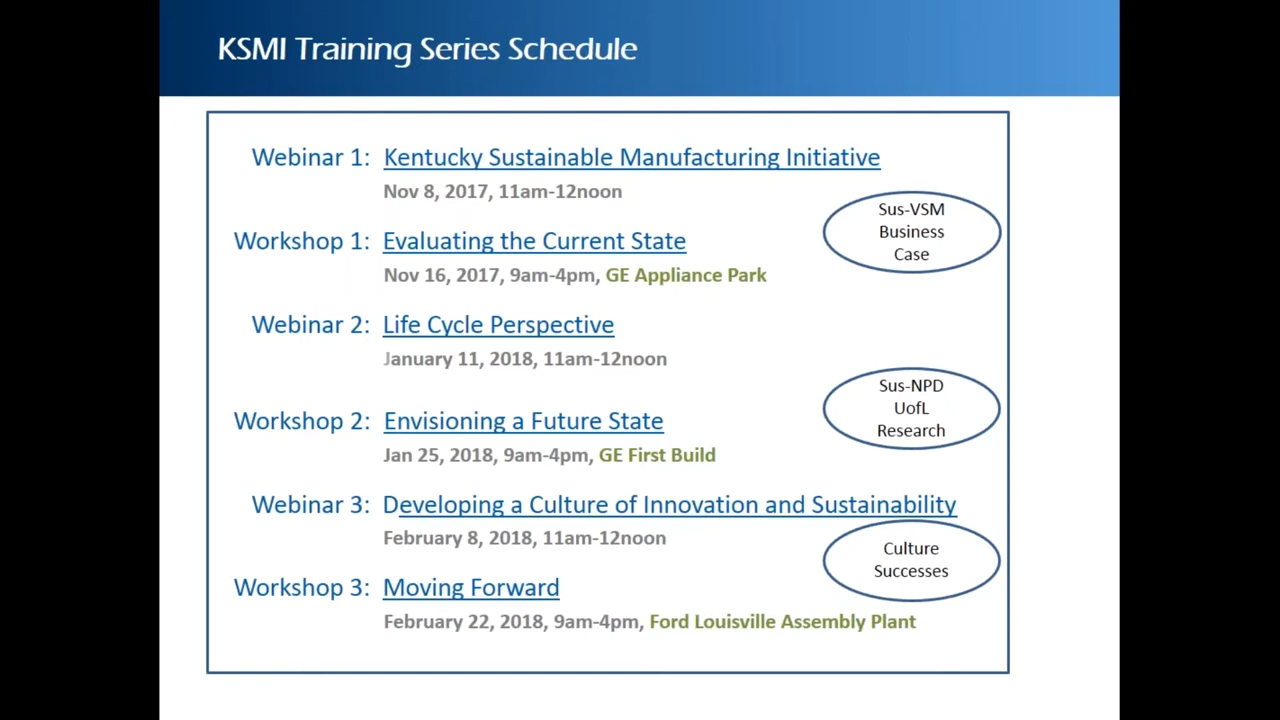 KSMI Training Series Schedule
Webinar 1: Kentucky Sustainable Manufacturing Initiative
Nov 8, 2017, 11am-12noon
Sus-VSM
Business
Case
Workshop 1: Evaluating the Current State
Nov 16, 2017, 9am-4pm, GE Appliance Park
Webinar 2: Life Cycle Perspective
January 11, 2018, 11am-12noon
Sus-NPD
UofL
Research
Workshop 2: Envisioning a Future State
Jan 25, 2018, 9am-4pm, GE First Build
Webinar 3: Developing a Culture of Innovation and Sustainability
February 8, 2018, 11am-12noon
Culture
Successes
Workshop 3: Moving Forward
February 22, 2018, 9am-4pm, Ford Louisville Assembly Plant